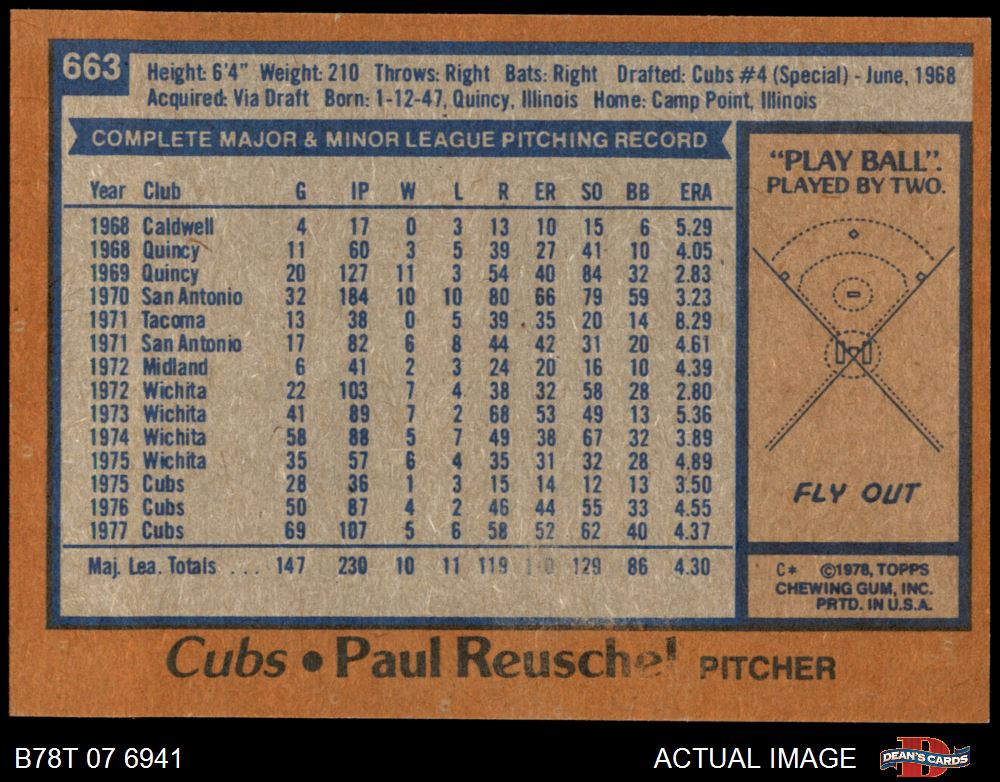 663
Height: 6'4" Weight: 210 Throws: Right Bats: Right Drafted: Cubs #4 (Special) - June, 1968
Acquired: Via Draft Born: 1-12-47, Quincy, Illinois Home: Camp Point, Illinois
COMPLETE MAJOR & MINOR LEAGUE PITCHING RECORD
Year Club G IP W L R ER SO BB ERA
1968 Caldwell 4 17 0 3 13 10 15 6 5.29
1968 Quincy 11 60 3 5 39 27 41 10 4.05
1969 Quincy 20 127 11 3 54 40 84 32 2.83
1970 San Antonio 32 184 10 10 80 66 79 59 3.23
1971 Tacoma 13 38 0 5 39 35 20 14 8.29
1971 San Antonio 17 82 6 8 44 42 31 20 4.61
1972 Midland 6 41 2 3 24 20 16 10 4.39
1972 Wichita 22 103 7 4 38 32 58 28 2.80
1973 Wichita 41 89 7 2 68 53 49 13 5.36
1974 Wichita 58 88 5 7 49 38 67 32 3.89
1975 Wichita 35 57 6 4 35 31 32 28 4.89
1975 Cubs 28 36 1 3 15 14 12 13 3.50
1976 Cubs 50 87 4 2 46 44 55 33 4.55
1977 Cubs 69 107 5 6 58 52 62 40 4.37
Maj. Lea. Totals ... 147 230 10 11 119 129 86 4.30
"PLAY BALL".
PLAYED BY TWO.
FLY OUT
C* ©1978, TOPPS
CHEWING GUM, INC.
PRTD. IN U.S.A.
Cubs • Paul Reuschel PITCHER
B78T 07 6941
ACTUAL IMAGE
DEAN'S CARDS